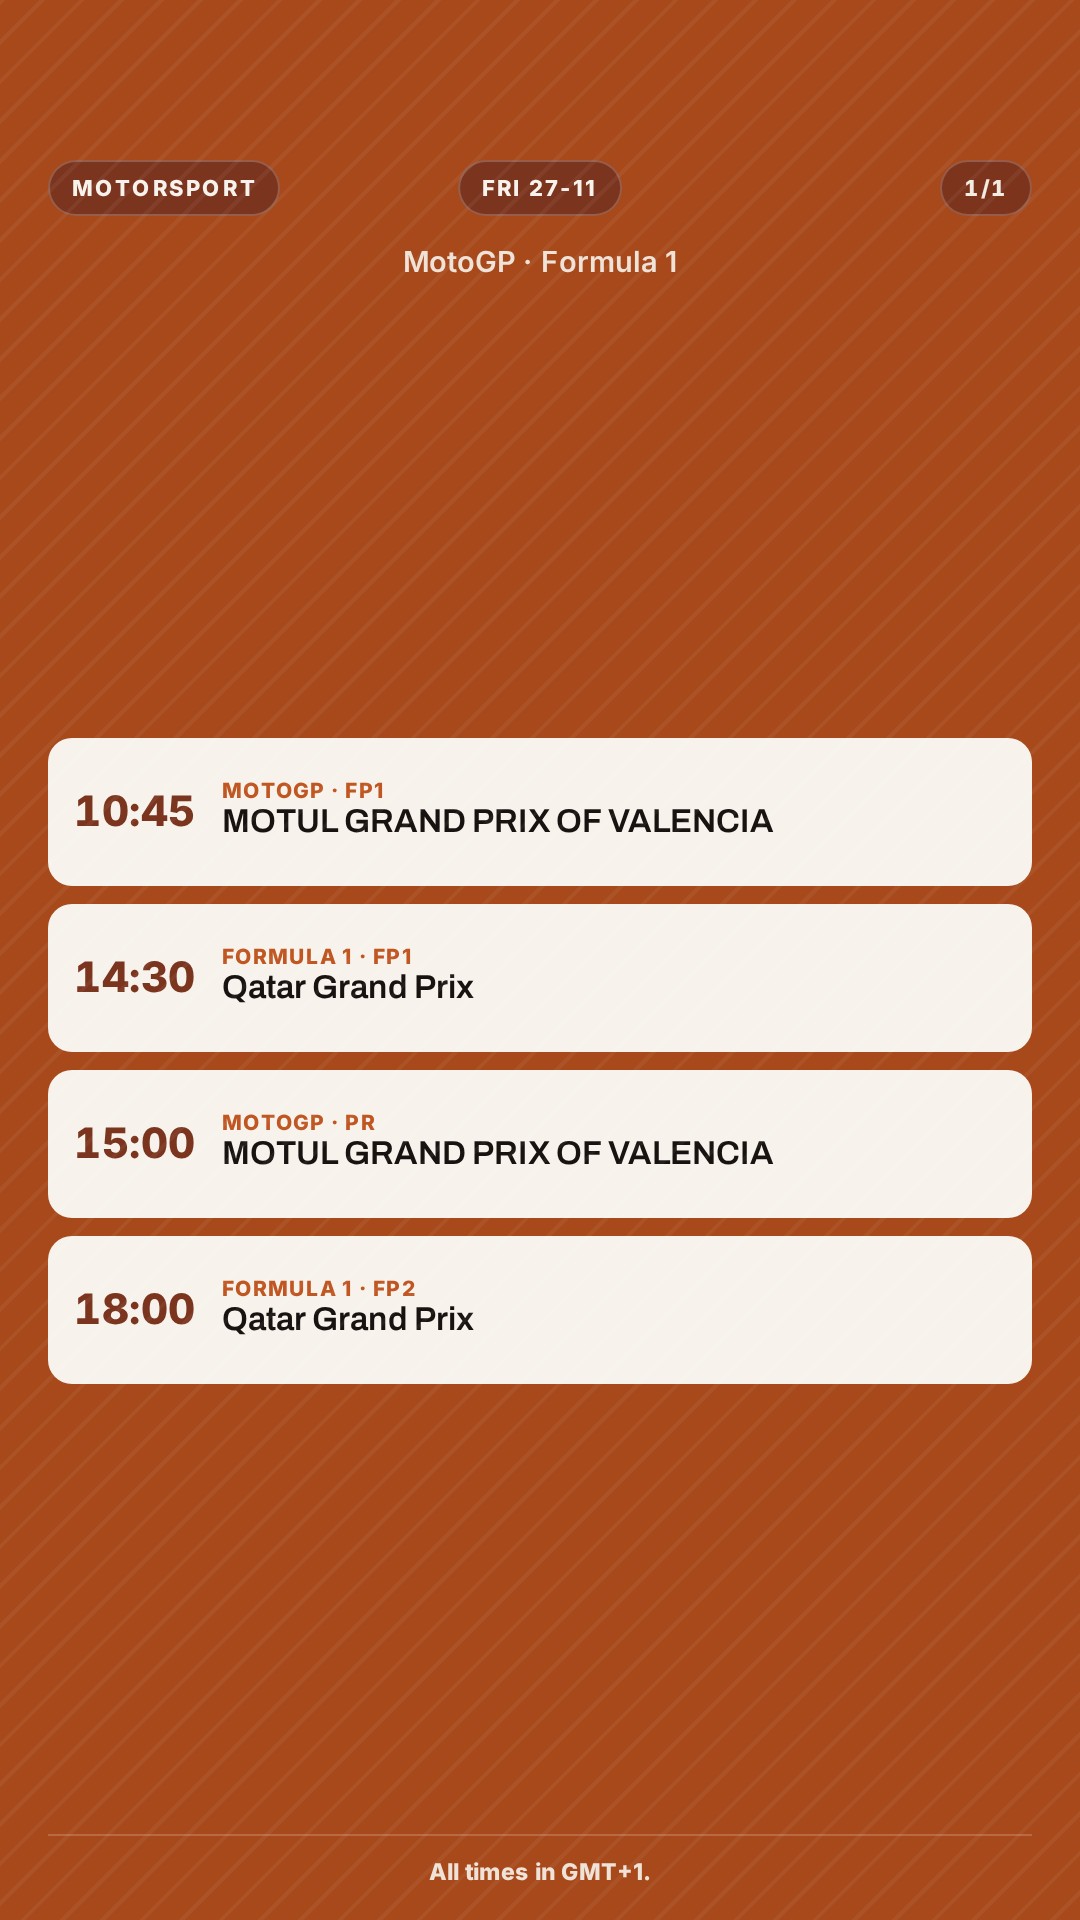 MOTORSPORT
FRI 27-11
1/1
MotoGP · Formula 1
10:45
MOTOGP · FP1
MOTUL GRAND PRIX OF VALENCIA
14:30
FORMULA 1 · FP1
Qatar Grand Prix
15:00
MOTOGP · PR
MOTUL GRAND PRIX OF VALENCIA
18:00
FORMULA 1 · FP2
Qatar Grand Prix
All times in GMT+1.